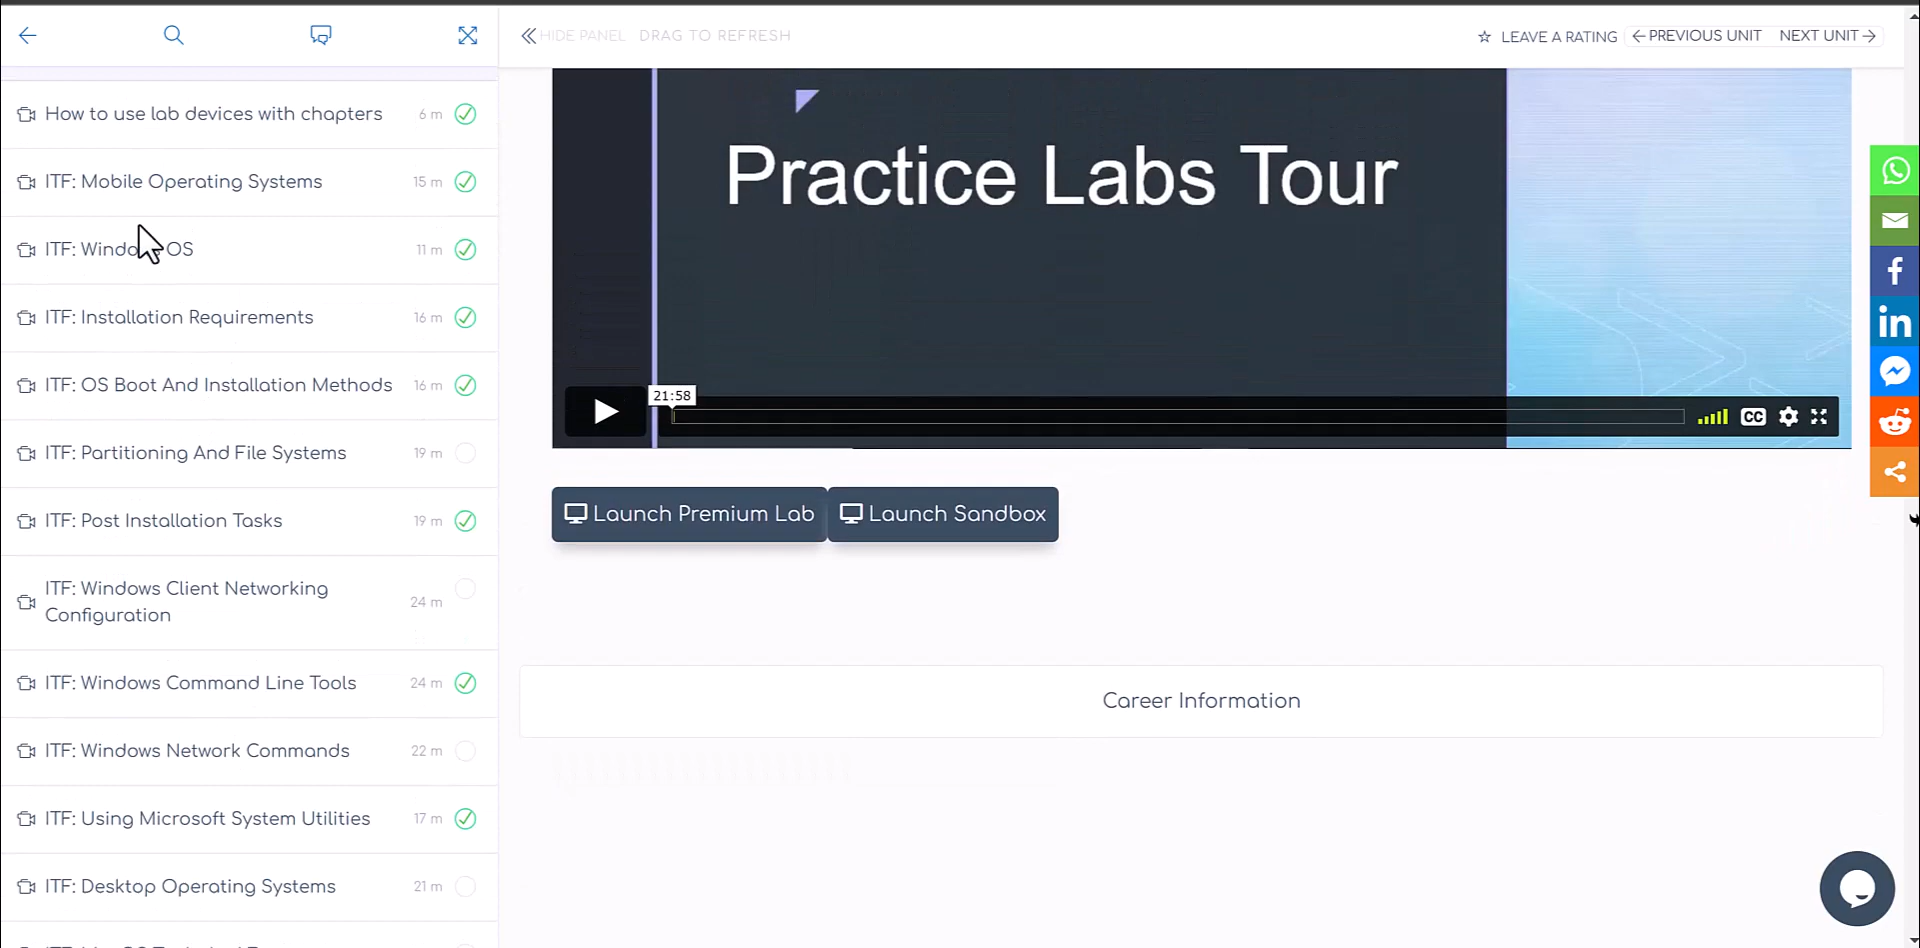 HIDE PANEL DRAG TO REFRESH
LEAVE A RATING PREVIOUS UNIT NEXT UNIT
How to use lab devices with chapters 6 m
ITF: Mobile Operating Systems 15 m
ITF: Windows OS 11 m
ITF: Installation Requirements 16 m
ITF: OS Boot And Installation Methods 16 m
ITF: Partitioning And File Systems 19 m
ITF: Post Installation Tasks 19 m
ITF: Windows Client Networking
Configuration 24 m
ITF: Windows Command Line Tools 24 m
ITF: Windows Network Commands 22 m
ITF: Using Microsoft System Utilities 17 m
ITF: Desktop Operating Systems 21 m
Practice Labs Tour
21:58
CC
Launch Premium Lab Launch Sandbox
Career Information